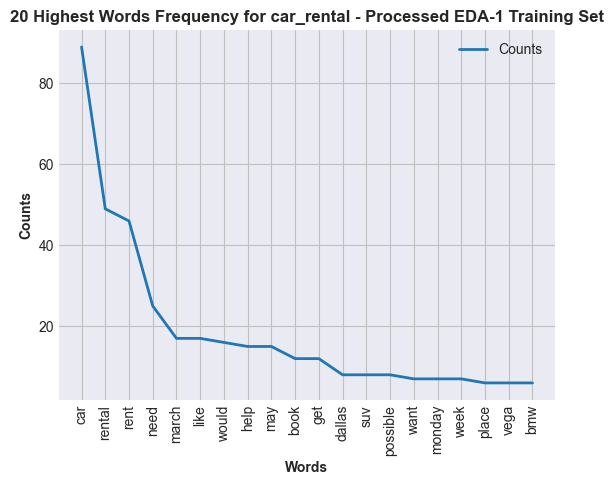 20 Highest Words Frequency for car_rental - Processed EDA-1 Training Set
Counts
80
60
40
20
Counts
car
rental
rent
need
march
like
would
help
may
book
get
dallas
suv
possible
want
monday
week
place
vega
bmw
Words